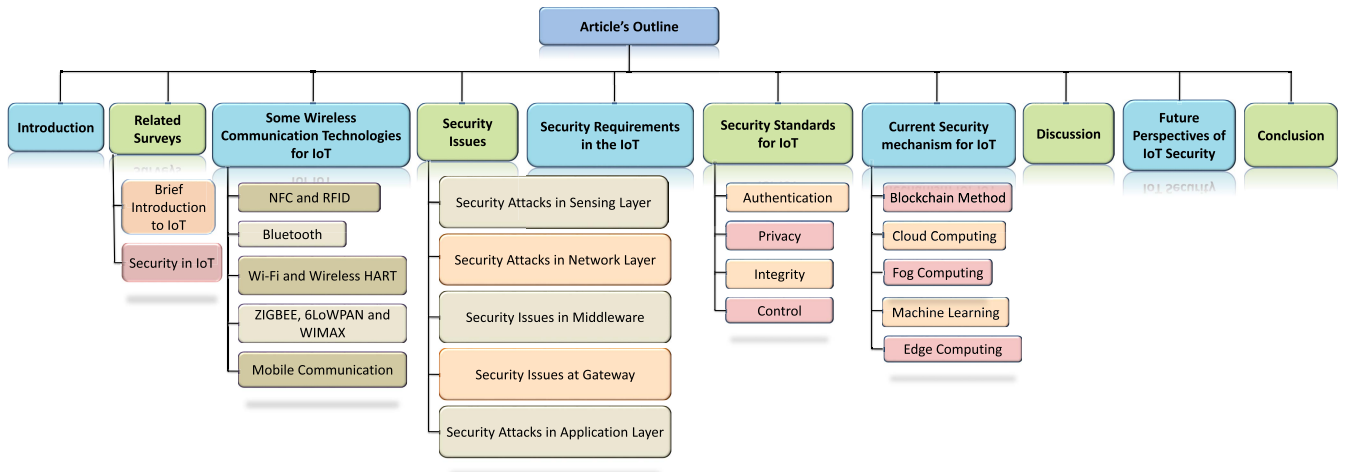 Article's Outline
Introduction
Related
Surveys
Brief
Introduction
to IoT
Security in IoT
Some Wireless
Communication Technologies
for IoT
NFC and RFID
Bluetooth
Wi-Fi and Wireless HART
ZIGBEE, 6LoWPAN and
WIMAX
Mobile Communication
Security
Issues
Security Attacks in Sensing Layer
Security Attacks in Network Layer
Security Issues in Middleware
Security Issues at Gateway
Security Attacks in Application Layer
Security Requirements
in the IoT
Security Standards
for IoT
Authentication
Privacy
Integrity
Control
Current Security
mechanism for IoT
Blockchain Method
Cloud Computing
Fog Computing
Machine Learning
Edge Computing
Discussion
Future
Perspectives of
IoT Security
Conclusion